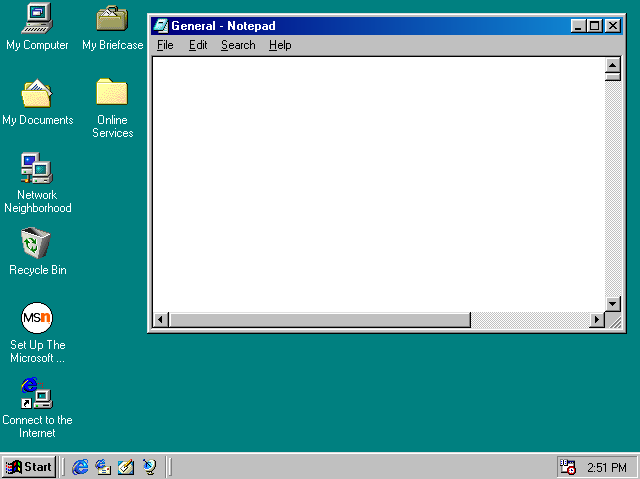 My Computer
My Briefcase
General - Notepad
File Edit Search Help
My Documents
Online
Services
Network
Neighborhood
Recycle Bin
msn
Set Up The
Microsoft ...
Connect to the
Internet
Start
2:51 PM